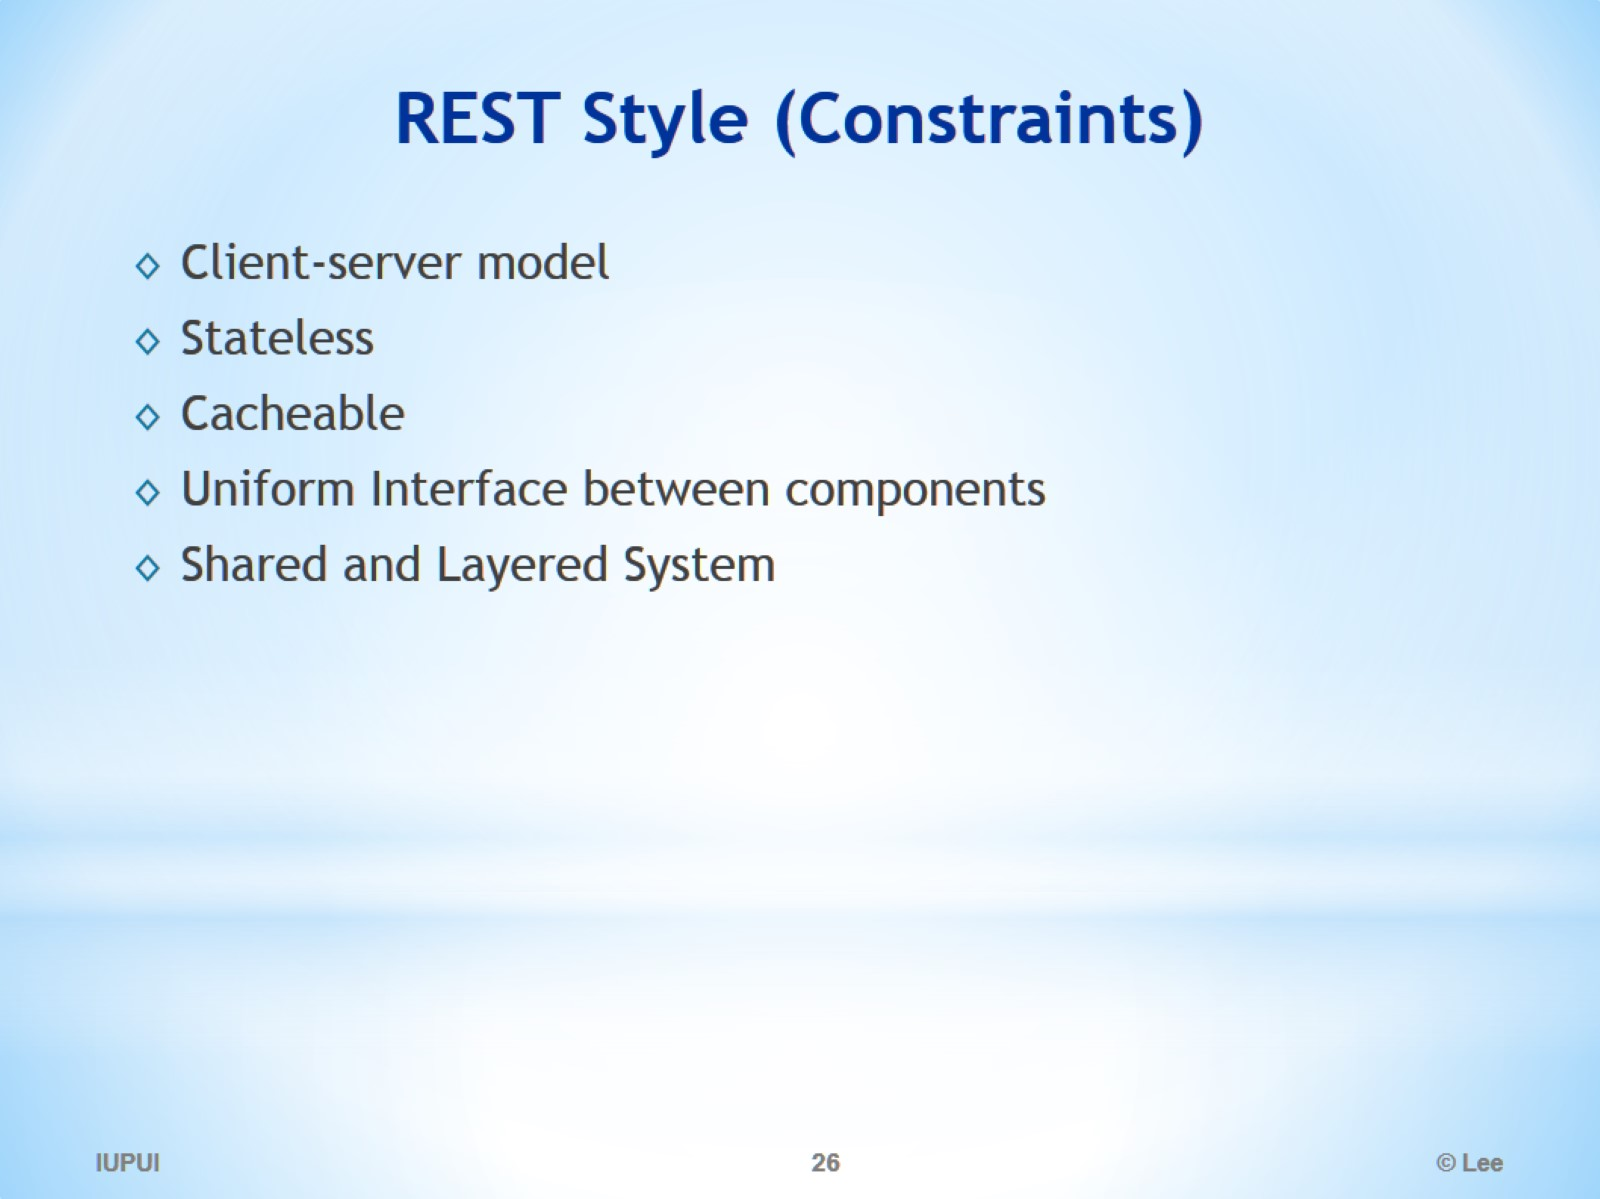 REST Style (Constraints)
◇ Client-server model
◇ Stateless
◇ Cacheable
◇ Uniform Interface between components
◇ Shared and Layered System
IUPUI 26 © Lee